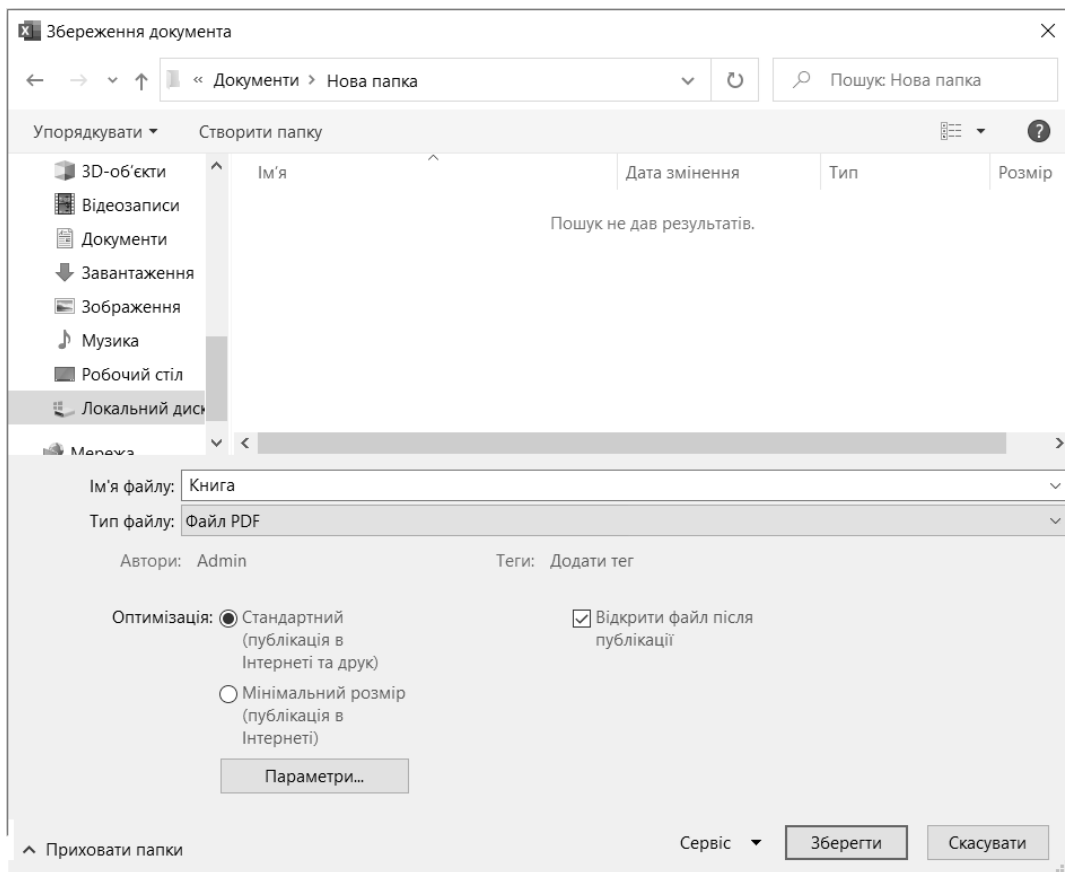 Збереження документа
« Документи > Нова папка
Пошук: Нова папка
Упорядкувати
Створити папку
?
Ім'я
Дата змінення
Тип
Розмір
Пошук не дав результатів.
3D-об'єкти
Відеозаписи
Документи
Завантаження
Зображення
Музика
Робочий стіл
Локальний диск
Мережа
Ім'я файлу: Книга
Тип файлу: Файл PDF
Автори: Admin
Теги: Додати тег
Оптимізація:
Стандартний
(публікація в
Інтернеті та друк)
Мінімальний розмір
(публікація в
Інтернеті)
Відкрити файл після
публікації
Параметри...
Приховати папки
Сервіс
Зберегти
Скасувати